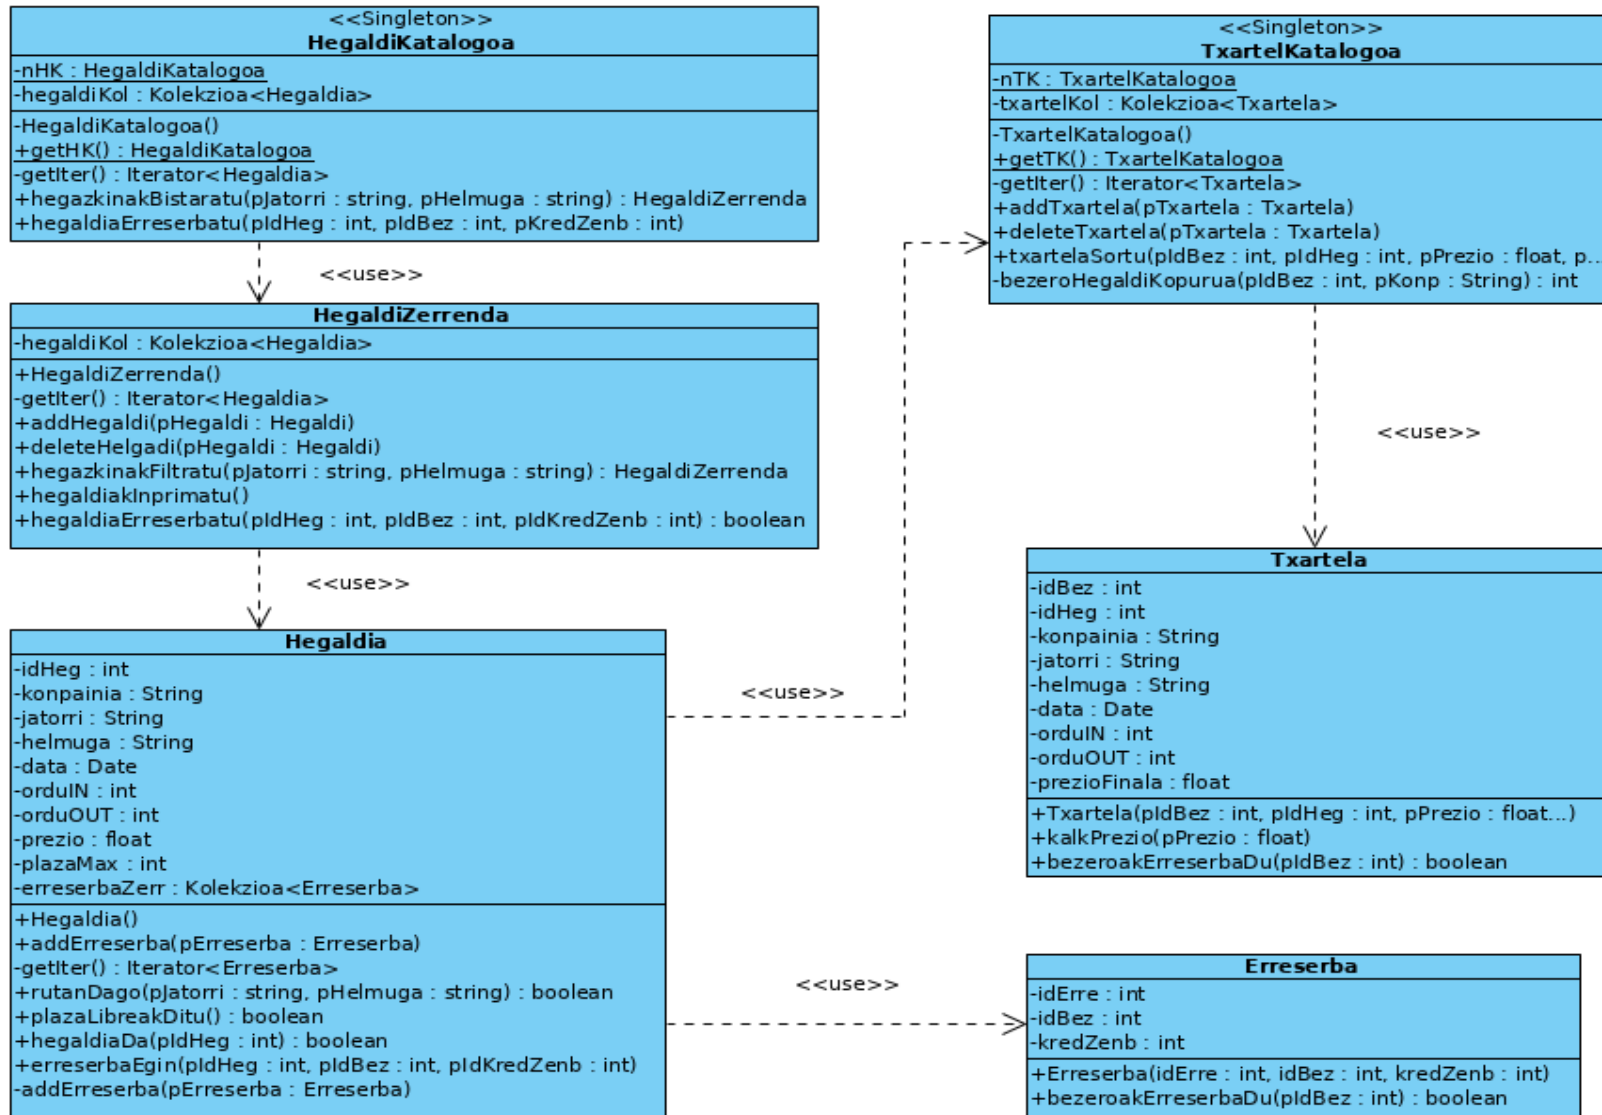 <<Singleton>>
HegaldiKatalogoa
-nHK : HegaldiKatalogoa
-hegaldiKol : Kolekzioa<Hegaldia>
-HegaldiKatalogoa()
+getHK() : HegaldiKatalogoa
-getIter() : Iterator<Hegaldia>
+hegazkinakBistaratu(pJatorri : string, pHelmuga : string) : HegaldiZerrenda
+hegaldiaErreserbatu(pIdHeg : int, pIdBez : int, pKredZenb : int)
<<use>>
HegaldiZerrenda
-hegaldiKol : Kolekzioa<Hegaldia>
+HegaldiZerrenda()
-getIter() : Iterator<Hegaldia>
+addHegaldi(pHegaldi : Hegaldi)
+deleteHelgadi(pHegaldi : Hegaldi)
+hegazkinakFiltratu(pJatorri : string, pHelmuga : string) : HegaldiZerrenda
+hegaldiakInprimatu()
+hegaldiaErreserbatu(pIdHeg : int, pIdBez : int, pIdKredZenb : int) : boolean
<<use>>
Hegaldia
-idHeg : int
-konpainia : String
-jatorri : String
-helmuga : String
-data : Date
-orduIN : int
-orduOUT : int
-prezio : float
-plazaMax : int
-erreserbaZerr : Kolekzioa<Erreserba>
+Hegaldia()
+addErreserba(pErreserba : Erreserba)
-getIter() : Iterator<Erreserba>
+rutanDago(pJatorri : string, pHelmuga : string) : boolean
+plazaLibreakDitu() : boolean
+hegaldiaDa(pIdHeg : int) : boolean
+erreserbaEgin(pIdHeg : int, pIdBez : int, pIdKredZenb : int)
-addErreserba(pErreserba : Erreserba)
<<use>>
<<use>>
<<Singleton>>
TxartelKatalogoa
-nTK : TxartelKatalogoa
-txartelKol : Kolekzioa<Txartela>
-TxartelKatalogoa()
+getTK() : TxartelKatalogoa
-getIter() : Iterator<Txartela>
+addTxartela(pTxartela : Txartela)
+deleteTxartela(pTxartela : Txartela)
+txartelaSortu(pIdBez : int, pIdHeg : int, pPrezio : float, p...
-bezeroHegaldiKopurua(pIdBez : int, pKonp : String) : int
<<use>>
Txartela
-idBez : int
-idHeg : int
-konpainia : String
-jatorri : String
-helmuga : String
-data : Date
-orduIN : int
-orduOUT : int
-prezioFinala : float
+Txartela(pIdBez : int, pIdHeg : int, pPrezio : float...)
+kalkPrezio(pPrezio : float)
+bezeroakErreserbaDu(pIdBez : int) : boolean
Erreserba
-idErre : int
-idBez : int
-kredZenb : int
+Erreserba(idErre : int, idBez : int, kredZenb : int)
+bezeroakErreserbaDu(pIdBez : int) : boolean